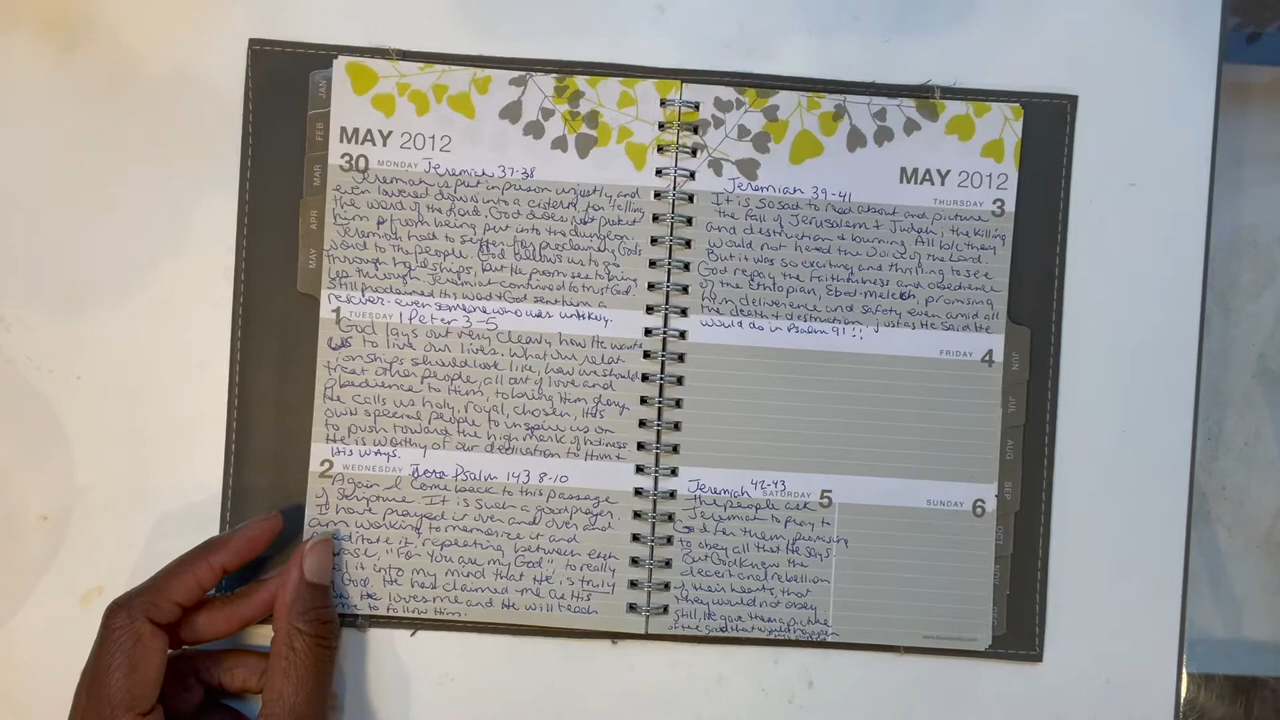 JAN
FEB
MAR
APR
MAY
MAY 2012
30 MONDAY Jeremiah 37-38
Jeremiah is put in prison unjustly and
even lowered down into a cistern for telling
the word of the Lord. God does not protect
him from being put into the dungeon.
Jeremiah had to suffer for proclaiming God's
word to the people. God allows us to go
through hardships, but He promises to bring
us through. Jeremiah continued to trust God,
still proclaimed His Word & God sent him a
rescuer - even someone who was unlikely.
1 TUESDAY 1 Peter 3-5
God lays out very clearly how He wants
us to live our lives. What our relat
ionships should look like, how we should
treat other people, all out of love and
obedience to Him, to bring Him glory
He calls us holy, royal, chosen, His
own special people to inspire us on
to push toward the high mark of holiness
He is worthy of our dedication to Him &
His ways.
2 WEDNESDAY Psalm 143 8-10
Again I come back to this passage
of Scripture. It is such a good prayer.
I have prayed it over and over and
am working to memorize it and
meditate it, repeating between each
phrase, "For You are my God", to really
it into my mind that He is truly
God. He has claimed me as His
He loves me and He will teach
me to follow Him.
MAY 2012
THURSDAY 3
Jeremiah 39-41
It is so sad to read about and picture
the fall of Jerusalem & Judah; the killing
and destruction & burning. All b/c they
would not heed the Voice of the Lord
But it was so exciting and thrilling to see
God repay the faithfulness and obedience
of the Ethiopian, Ebed-Melech, promising
him deliverance and safety even amid all
the death & destruction, just as He said He
would do in Psalm 91!!
FRIDAY 4
Jeremiah 42-43
SATURDAY 5
the people ask
Jeremiah to pray to
God for them, promising
to obey all that He says
But God knew the
deceit and rebellion
of their hearts, that
they would not obey
still, He gave them a picture
of the good that would happen
SUNDAY 6
JUN
JUL
AUG
SEP
OCT
NOV
DEC